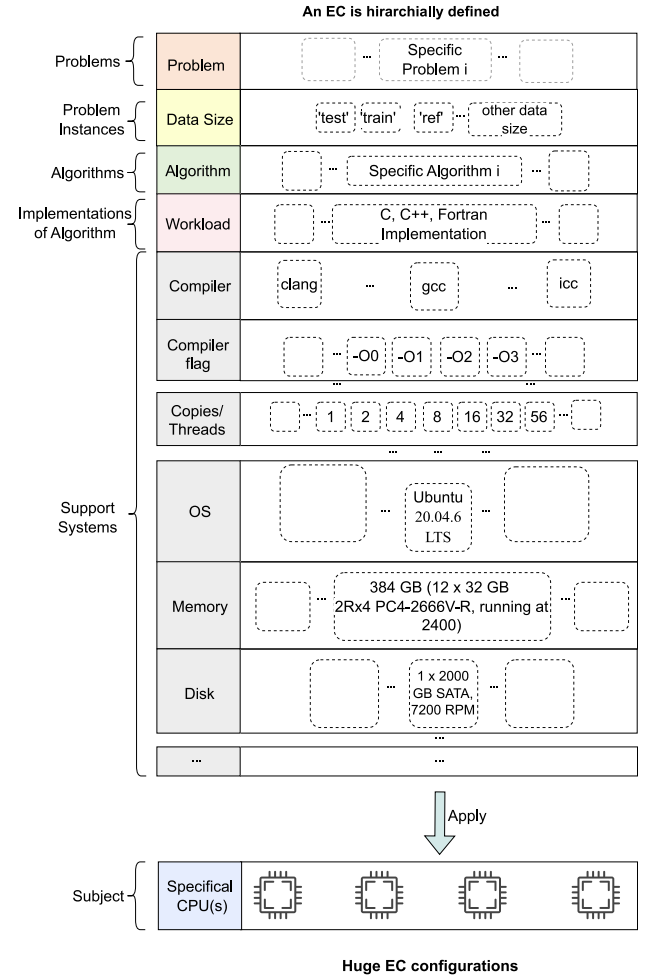 An EC is hirarchially defined
Problems
Problem
...
Specific
Problem i
...
Problem
Instances
Data Size
'test' 'train' 'ref' ... other data
size
Algorithms
Algorithm
... Specific Algorithm i ...
Implementations
of Algorithm
Workload
... C, C++, Fortran
Implementation
...
Support
Systems
Compiler
clang ... gcc ... icc
Compiler
flag
... -O0 -O1 -O2 -O3 ...
... ...
Copies/
Threads
... 1 2 4 8 16 32 56 ...
... ... ...
OS
... Ubuntu
20.04.6
LTS
...
Memory
... 384 GB (12 x 32 GB
2Rx4 PC4-2666V-R, running at
2400)
...
Disk
... 1 x 2000
GB SATA,
7200 RPM
...
...
... ...
Apply
Subject
Specifical
CPU(s)
Huge EC configurations